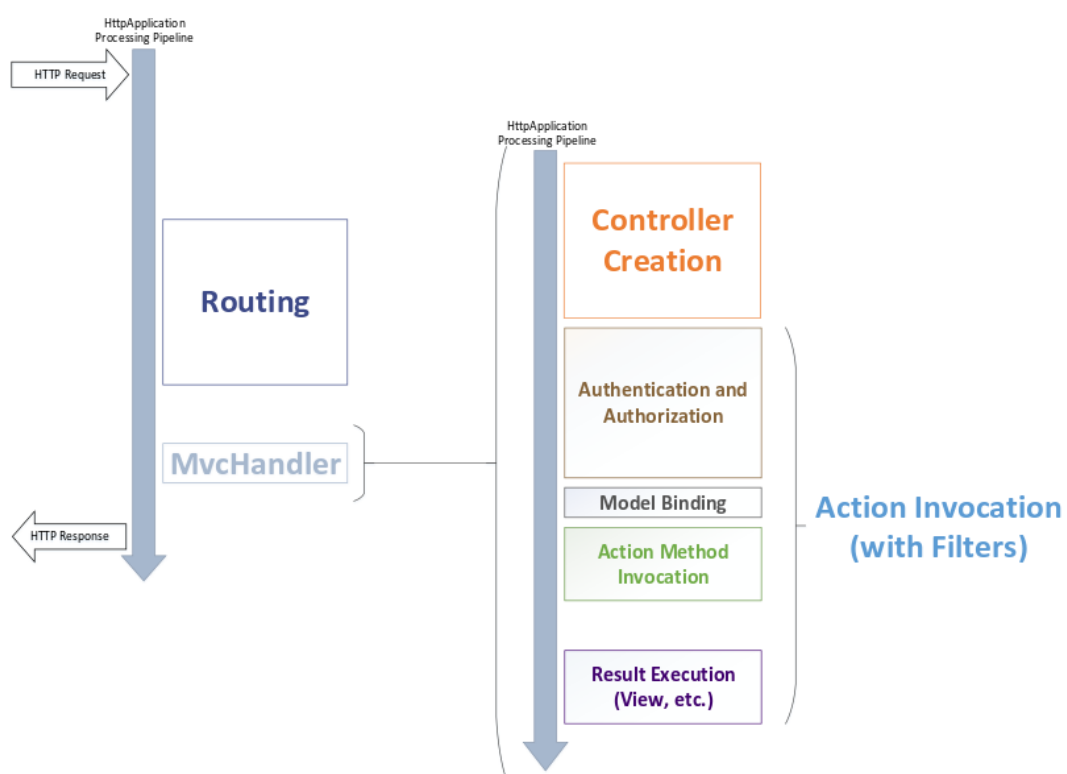 HttpApplication
Processing Pipeline
HTTP Request
Routing
MvcHandler
HTTP Response
HttpApplication
Processing Pipeline
Controller
Creation
Authentication and
Authorization
Model Binding
Action Method
Invocation
Result Execution
(View, etc.)
Action Invocation
(with Filters)